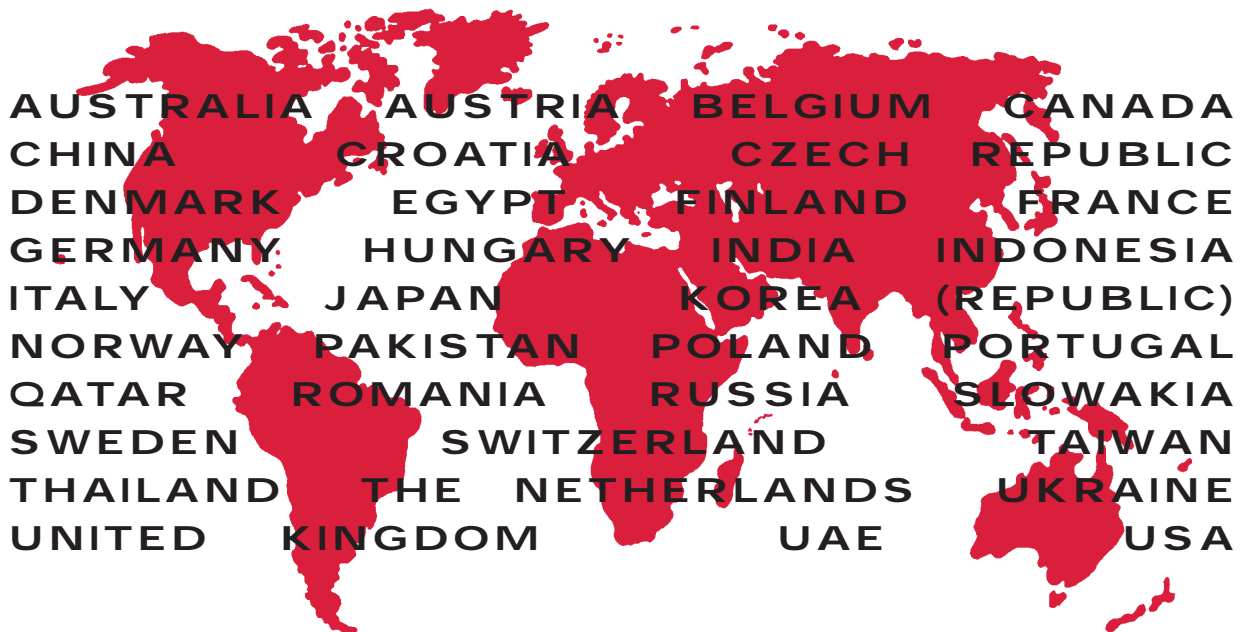 AUSTRALIA AUSTRIA BELGIUM CANADA
CHINA CROATIA CZECH REPUBLIC
DENMARK EGYPT FINLAND FRANCE
GERMANY HUNGARY INDIA INDONESIA
ITALY JAPAN KOREA (REPUBLIC)
NORWAY PAKISTAN POLAND PORTUGAL
QATAR ROMANIA RUSSIA SLOWAKIA
SWEDEN SWITZERLAND TAIWAN
THAILAND THE NETHERLANDS UKRAINE
UNITED KINGDOM UAE USA